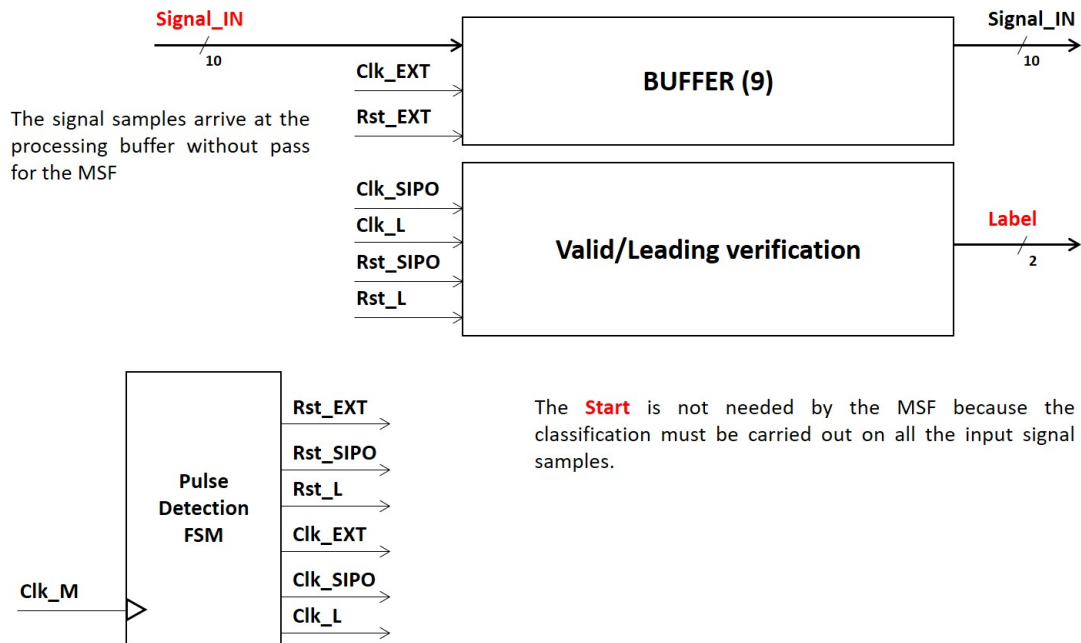 Signal_IN
10
Clk_EXT
Rst_EXT
BUFFER (9)
Signal_IN
10
The signal samples arrive at the
processing buffer without pass
for the MSF
Clk_SIPO
Clk_L
Rst_SIPO
Rst_L
Valid/Leading verification
Label
2
Pulse
Detection
FSM
Clk_M
Rst_EXT
Rst_SIPO
Rst_L
Clk_EXT
Clk_SIPO
Clk_L
The Start is not needed by the MSF because the
classification must be carried out on all the input signal
samples.